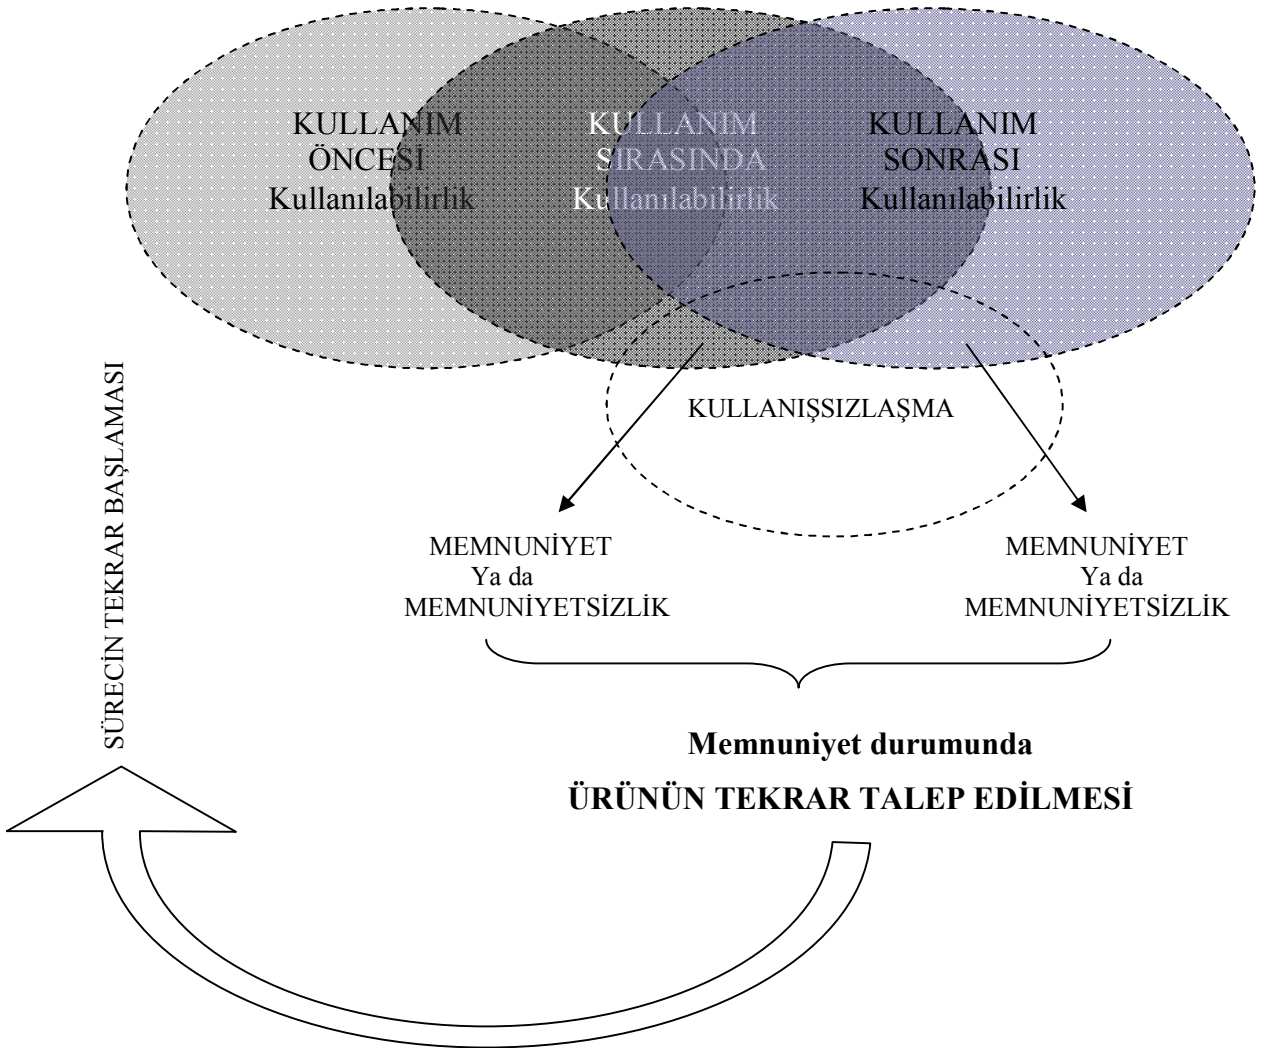 KULLANIM
ÖNCESİ
Kullanılabilirlik
KULLANIM
SIRASINDA
Kullanılabilirlik
KULLANIM
SONRASI
Kullanılabilirlik
KULLANIŞSIZLAŞMA
MEMNUNİYET
Ya da
MEMNUNİYETSİZLİK
MEMNUNİYET
Ya da
MEMNUNİYETSİZLİK
Memnuniyet durumunda
ÜRÜNÜN TEKRAR TALEP EDİLMESİ
SÜRECİN TEKRAR BAŞLAMASI